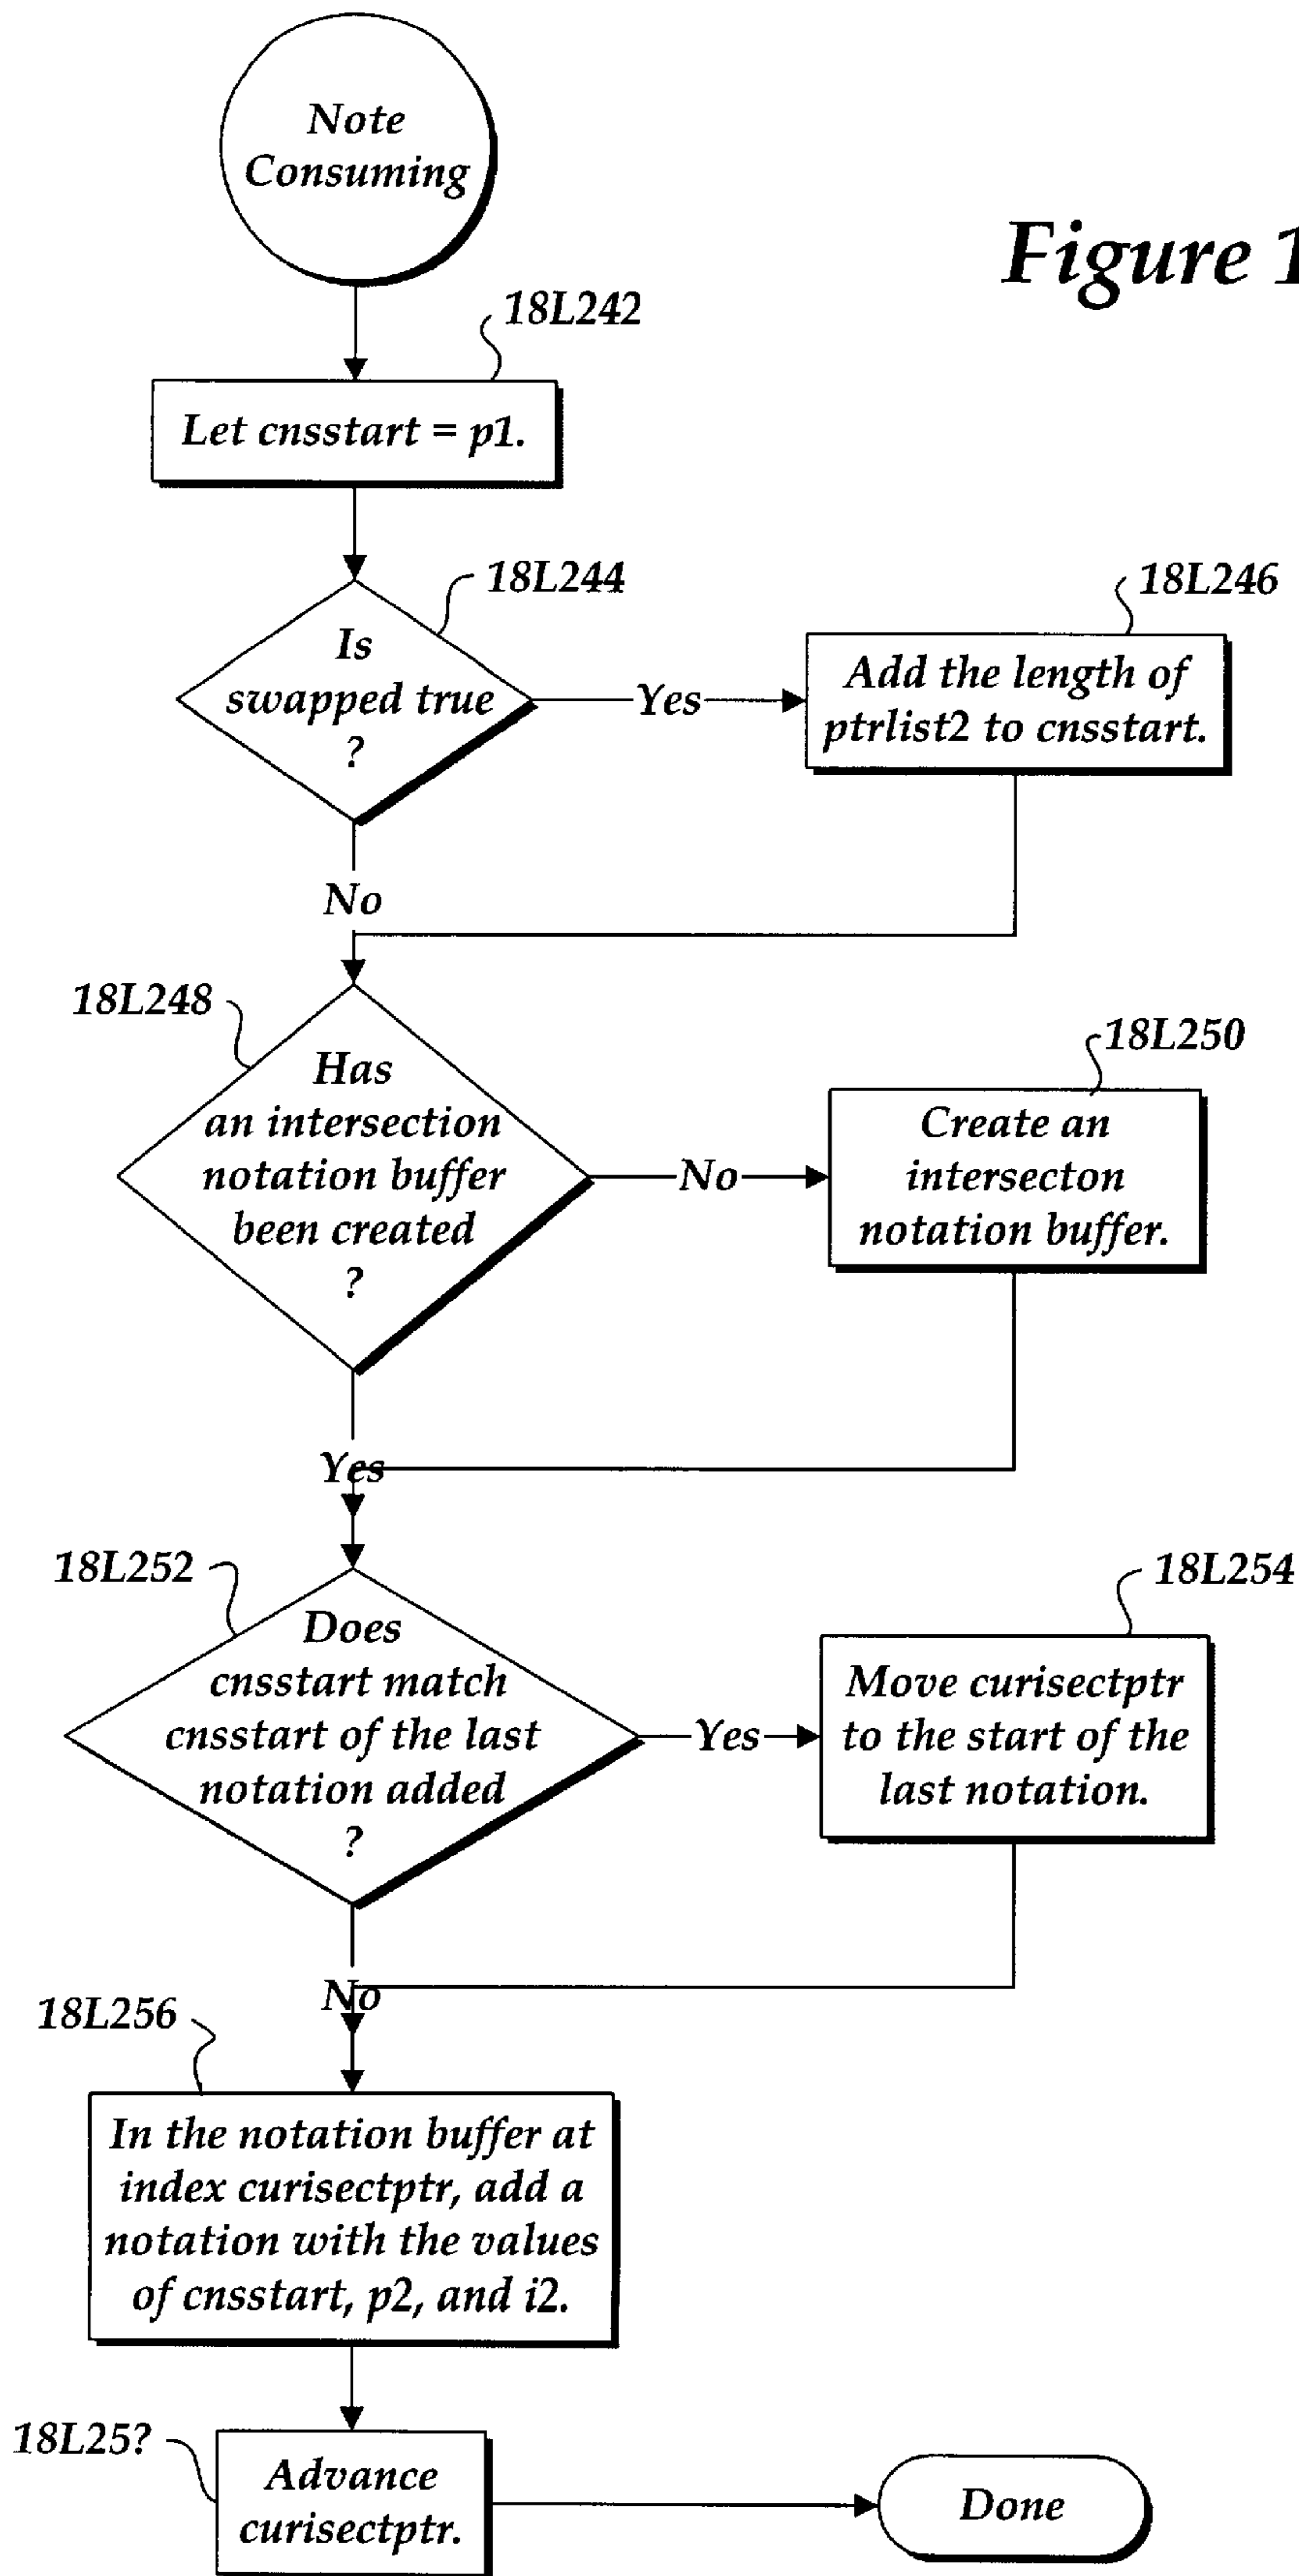 Note
Consuming
Figure 1
18L242
Let cnsstart = p1.
18L244
Is
swapped true
?
Yes
18L246
Add the length of
ptrlist2 to cnsstart.
No
18L248
Has
an intersection
notation buffer
been created
?
No
18L250
Create an
intersecton
notation buffer.
Yes
18L252
Does
cnsstart match
cnsstart of the last
notation added
?
Yes
18L254
Move curisectptr
to the start of the
last notation.
No
18L256
In the notation buffer at
index curisectptr, add a
notation with the values
of cnsstart, p2, and i2.
18L25?
Advance
curisectptr.
Done